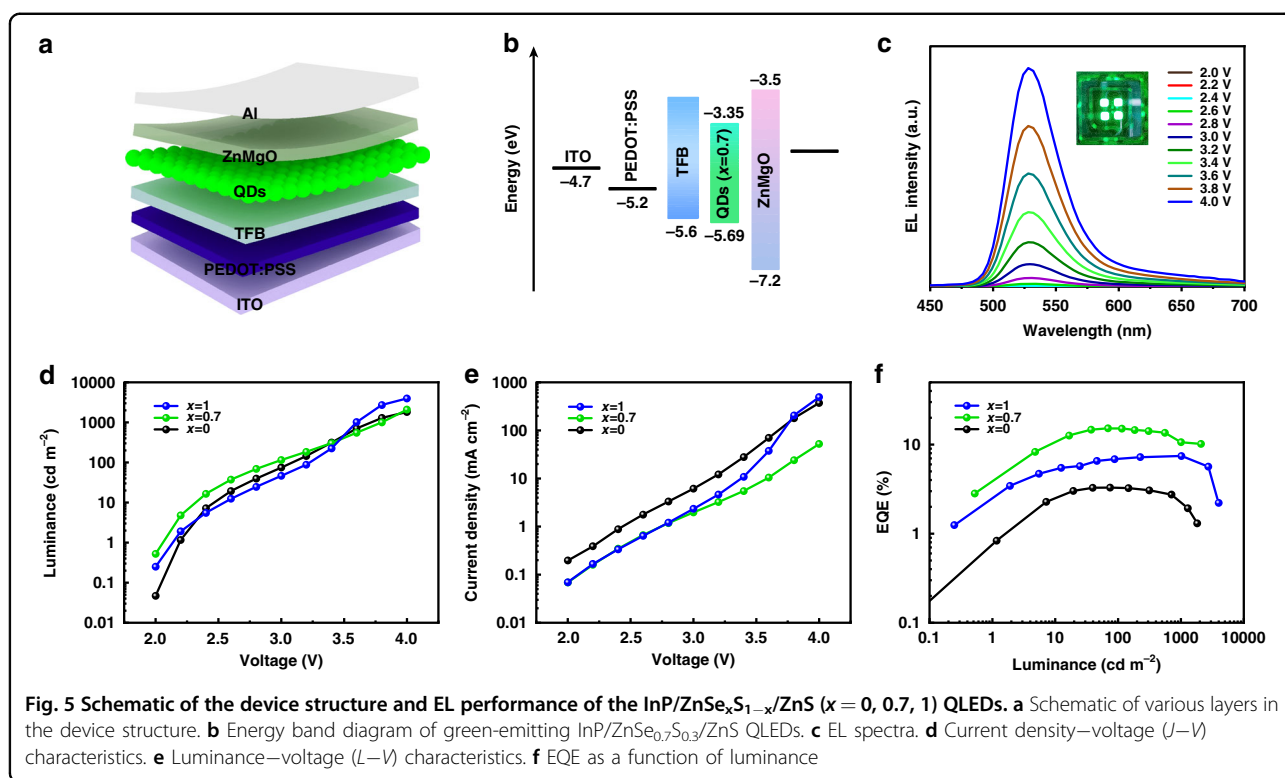 a
Al
ZnMgO
QDs
TFB
PEDOT:PSS
ITO
b
Energy (eV)
ITO
−4.7
PEDOT:PSS
−5.2
TFB
−5.6
−3.35
QDs (x=0.7)
−5.69
−3.5
ZnMgO
−7.2
c
EL intensity (a.u.)
2.0 V
2.2 V
2.4 V
2.6 V
2.8 V
3.0 V
3.2 V
3.4 V
3.6 V
3.8 V
4.0 V
450 500 550 600 650 700
Wavelength (nm)
d
Luminance (cd m⁻²)
10000
1000
100
10
1
0.1
0.01
x=1
x=0.7
x=0
2.0 2.5 3.0 3.5 4.0
Voltage (V)
e
Current density (mA cm⁻²)
1000
100
10
1
0.1
0.01
x=1
x=0.7
x=0
2.0 2.5 3.0 3.5 4.0
Voltage (V)
f
EQE (%)
10
1
0.1
x=1
x=0.7
x=0
0.1 1 10 100 1000 10000
Luminance (cd m⁻²)
Fig. 5 Schematic of the device structure and EL performance of the InP/ZnSeₓS₁₋ₓ/ZnS (x = 0, 0.7, 1) QLEDs. a Schematic of various layers in
the device structure. b Energy band diagram of green-emitting InP/ZnSe₀.₇S₀.₃/ZnS QLEDs. c EL spectra. d Current density−voltage (J−V)
characteristics. e Luminance−voltage (L−V) characteristics. f EQE as a function of luminance